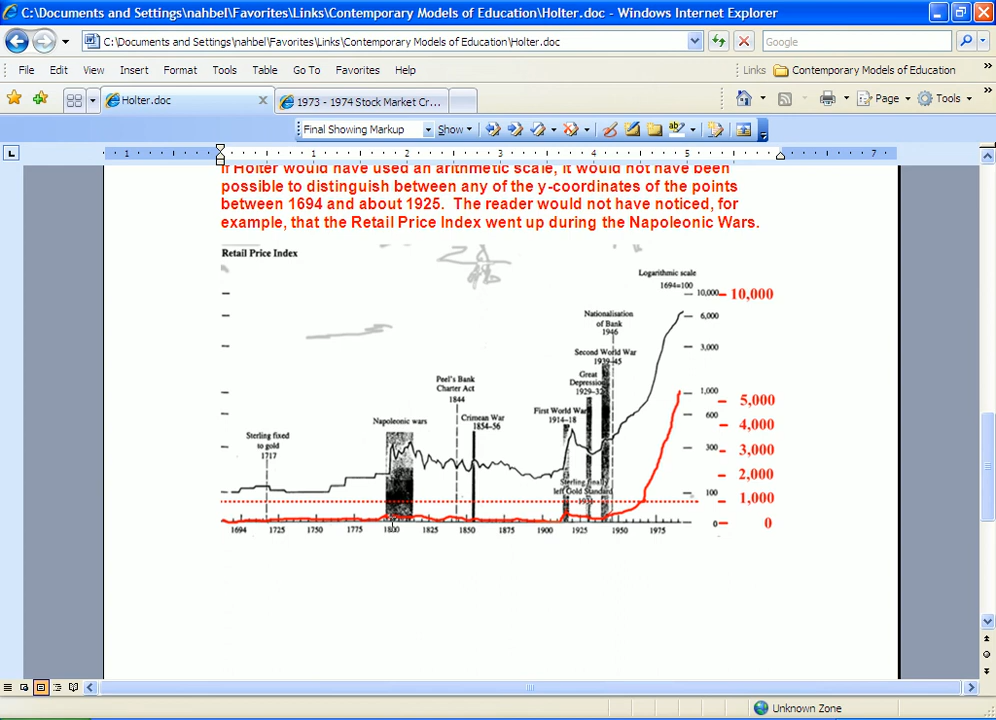 C:\Documents and Settings\nahbel\Favorites\Links\Contemporary Models of Education\Holter.doc - Windows Internet Explorer
C:\Documents and Settings\nahbel\Favorites\Links\Contemporary Models of Education\Holter.doc
Google
File Edit View Insert Format Tools Go To Favorites Help
Table
Links Contemporary Models of Education »
Holter.doc
1973 - 1974 Stock Market Cr...
Page Tools »
Final Showing Markup Show
1 1 2 3 4 5 7
If Holter would have used an arithmetic scale, it would not have been
possible to distinguish between any of the y-coordinates of the points
between 1694 and about 1925. The reader would not have noticed, for
example, that the Retail Price Index went up during the Napoleonic Wars.
Retail Price Index
Logarithmic scale
1694=100
10,000 10,000
Nationalisation
of Bank
1946
6,000
Second World War
1939-45
3,000
Great
Depression
1929-32
Peel's Bank
Charter Act
1844
1,000
5,000
First World War
1914-18
Crimean War
1854-56
600
Napoleonic wars
4,000
Sterling fixed
to gold
1717
300
3,000
2,000
Sterling finally
left Gold Standard
100
1,000
0 0
1694 1725 1750 1775 1800 1825 1850 1875 1900 1925 1950 1975
Unknown Zone